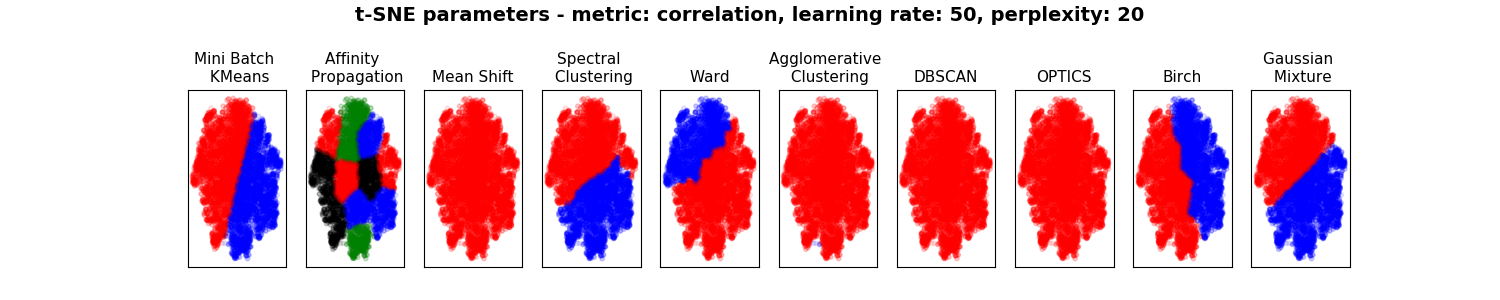 t-SNE parameters - metric: correlation, learning rate: 50, perplexity: 20
Mini Batch
KMeans
Affinity
Propagation
Mean Shift
Spectral
Clustering
Ward
Agglomerative
Clustering
DBSCAN
OPTICS
Birch
Gaussian
Mixture